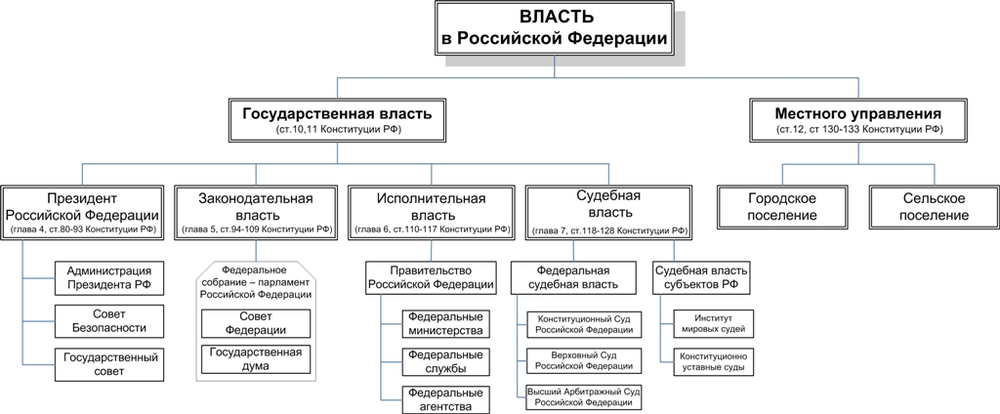 ВЛАСТЬ
в Российской Федерации
Государственная власть
(ст.10,11 Конституции РФ)
Местного управления
(ст.12, ст 130-133 Конституции РФ)
Президент
Российской Федерации
(глава 4, ст.80-93 Конституции РФ)
Законодательная
власть
(глава 5, ст.94-109 Конституции РФ)
Исполнительная
власть
(глава 6, ст.110-117 Конституции РФ)
Судебная
власть
(глава 7, ст.118-128 Конституции РФ)
Городское
поселение
Сельское
поселение
Администрация
Президента РФ
Совет
Безопасности
Государственный
совет
Федеральное
собрание – парламент
Российской Федерации
Совет
Федерации
Государственная
дума
Правительство
Российской Федерации
Федеральные
министерства
Федеральные
службы
Федеральные
агентства
Федеральная
судебная власть
Конституционный Суд
Российской Федерации
Верховный Суд
Российской Федерации
Высший Арбитражный Суд
Российской Федерации
Судебная власть
субъектов РФ
Институт
мировых судей
Конституционно
уставные суды